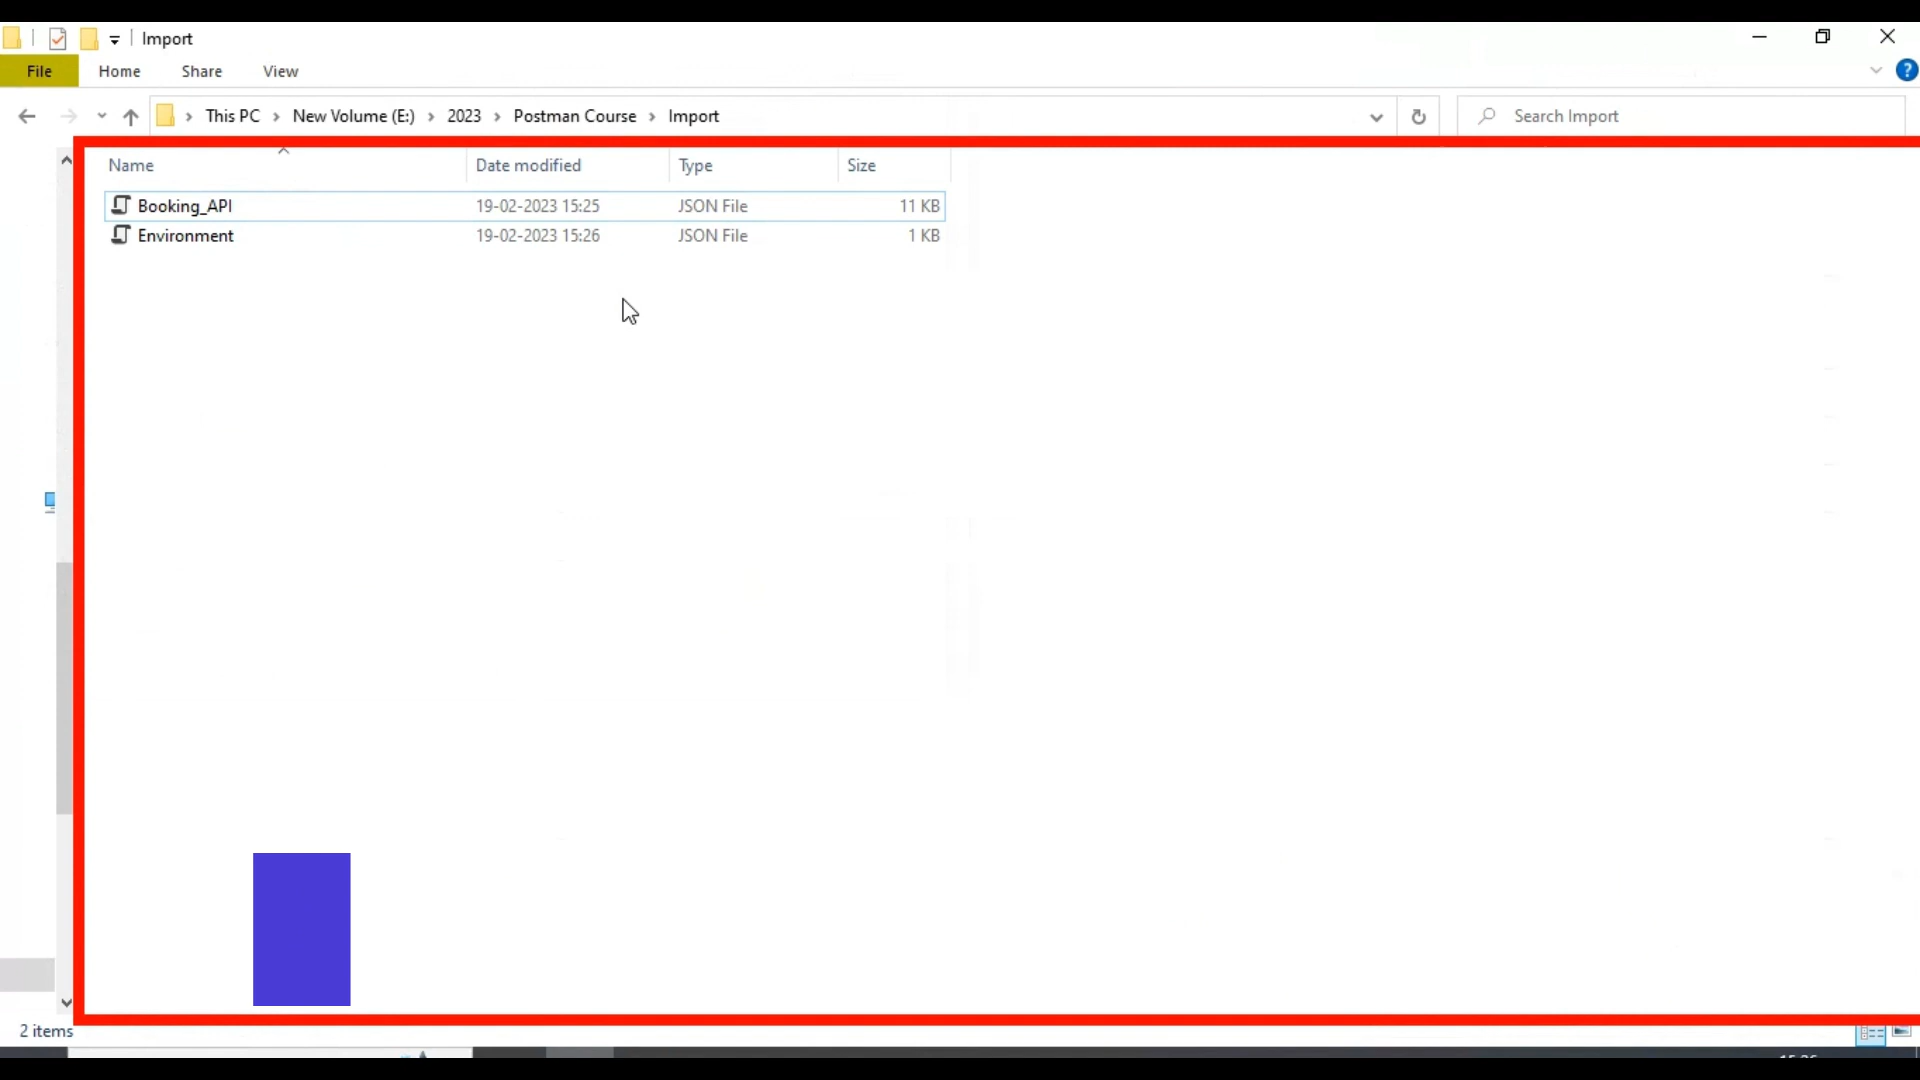 Import
File Home Share View
This PC > New Volume (E:) > 2023 > Postman Course > Import
Search Import
Name Date modified Type Size
Booking_API 19-02-2023 15:25 JSON File 11 KB
Environment 19-02-2023 15:26 JSON File 1 KB
2 items